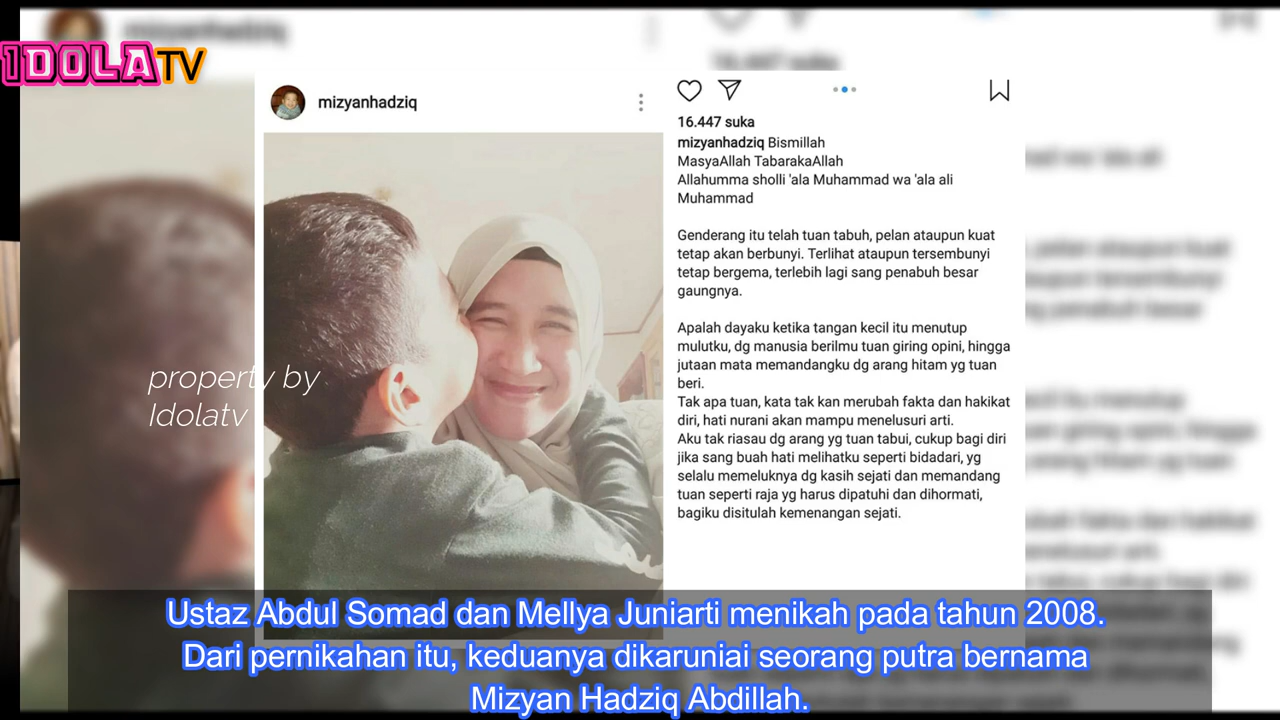 mizyanhadziq
IDOLATV
16.447 suka
mizyanhadziq
16.447 suka
mizyanhadziq Bismillah
MasyaAllah TabarakaAllah
Allahumma sholli 'ala Muhammad wa 'ala ali
Muhammad
Genderang itu telah tuan tabuh, pelan ataupun kuat
tetap akan berbunyi. Terlihat ataupun tersembunyi
tetap bergema, terlebih lagi sang penabuh besar
gaungnya.
Apalah dayaku ketika tangan kecil itu menutup
mulutku, dg manusia berilmu tuan giring opini, hingga
jutaan mata memandangku dg arang hitam yg tuan
beri.
Tak apa tuan, kata tak kan merubah fakta dan hakikat
diri, hati nurani akan mampu menelusuri arti.
Aku tak riasau dg arang yg tuan tabui, cukup bagi diri
jika sang buah hati melihatku seperti bidadari, yg
selalu memeluknya dg kasih sejati dan memandang
tuan seperti raja yg harus dipatuhi dan dihormati,
bagiku disitulah kemenangan sejati.
property by
Idolatv
Ustaz Abdul Somad dan Mellya Juniarti menikah pada tahun 2008.
Dari pernikahan itu, keduanya dikaruniai seorang putra bernama
Mizyan Hadziq Abdillah.